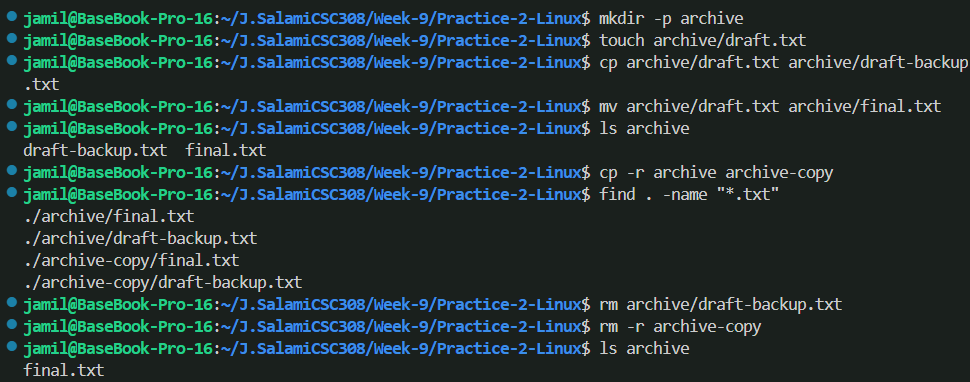 jamil@BaseBook-Pro-16:~/J.SalamiCSC308/Week-9/Practice-2-Linux$ mkdir -p archive
jamil@BaseBook-Pro-16:~/J.SalamiCSC308/Week-9/Practice-2-Linux$ touch archive/draft.txt
jamil@BaseBook-Pro-16:~/J.SalamiCSC308/Week-9/Practice-2-Linux$ cp archive/draft.txt archive/draft-backup
.txt
jamil@BaseBook-Pro-16:~/J.SalamiCSC308/Week-9/Practice-2-Linux$ mv archive/draft.txt archive/final.txt
jamil@BaseBook-Pro-16:~/J.SalamiCSC308/Week-9/Practice-2-Linux$ ls archive
draft-backup.txt  final.txt
jamil@BaseBook-Pro-16:~/J.SalamiCSC308/Week-9/Practice-2-Linux$ cp -r archive archive-copy
jamil@BaseBook-Pro-16:~/J.SalamiCSC308/Week-9/Practice-2-Linux$ find . -name "*.txt"
./archive/final.txt
./archive/draft-backup.txt
./archive-copy/final.txt
./archive-copy/draft-backup.txt
jamil@BaseBook-Pro-16:~/J.SalamiCSC308/Week-9/Practice-2-Linux$ rm archive/draft-backup.txt
jamil@BaseBook-Pro-16:~/J.SalamiCSC308/Week-9/Practice-2-Linux$ rm -r archive-copy
jamil@BaseBook-Pro-16:~/J.SalamiCSC308/Week-9/Practice-2-Linux$ ls archive
final.txt